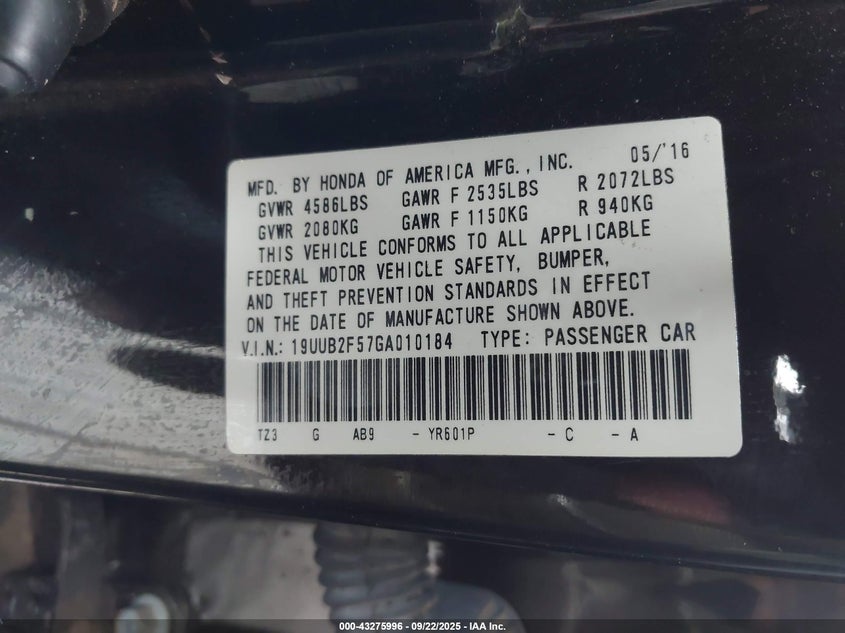 MFD. BY HONDA OF AMERICA MFG., INC. 05/'16
GVWR 4586LBS GAWR F 2535LBS R 2072LBS
GVWR 2080KG GAWR F 1150KG R 940KG
THIS VEHICLE CONFORMS TO ALL APPLICABLE
FEDERAL MOTOR VEHICLE SAFETY, BUMPER,
AND THEFT PREVENTION STANDARDS IN EFFECT
ON THE DATE OF MANUFACTURE SHOWN ABOVE.
V.I.N.: 19UUB2F57GA010184 TYPE: PASSENGER CAR
TZ3 G AB9 - YR601P - C - A
000-43275996 - 09/22/2025 - IAA Inc.